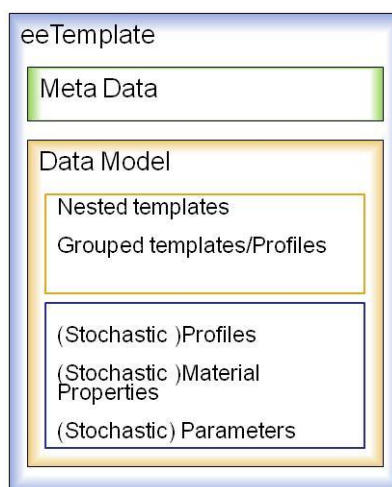 eeTemplate
Meta Data
Data Model
Nested templates
Grouped templates/Profiles
(Stochastic )Profiles
(Stochastic )Material
Properties
(Stochastic) Parameters